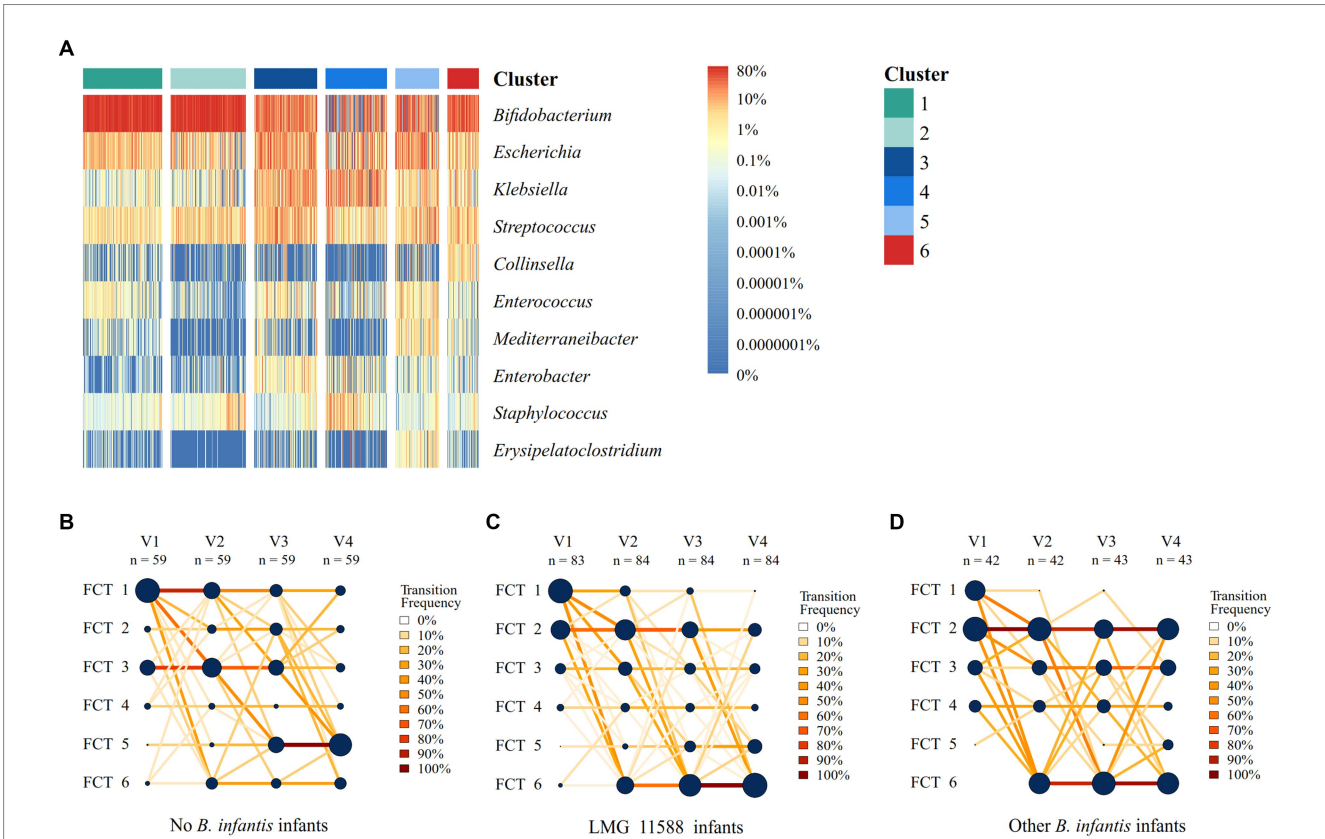 A
Cluster
Bifidobacterium
Escherichia
Klebsiella
Streptococcus
Collinsella
Enterococcus
Mediterraneibacter
Enterobacter
Staphylococcus
Erysipelatoclostridium
80%
10%
1%
0.1%
0.01%
0.001%
0.0001%
0.00001%
0.000001%
0.0000001%
0%
Cluster
1
2
3
4
5
6
B
V1 V2 V3 V4
n = 59 n = 59 n = 59 n = 59
FCT 1
FCT 2
FCT 3
FCT 4
FCT 5
FCT 6
Transition
Frequency
0%
10%
20%
30%
40%
50%
60%
70%
80%
90%
100%
No B. infantis infants
C
V1 V2 V3 V4
n = 83 n = 84 n = 84 n = 84
FCT 1
FCT 2
FCT 3
FCT 4
FCT 5
FCT 6
Transition
Frequency
0%
10%
20%
30%
40%
50%
60%
70%
80%
90%
100%
LMG 11588 infants
D
V1 V2 V3 V4
n = 42 n = 42 n = 43 n = 43
FCT 1
FCT 2
FCT 3
FCT 4
FCT 5
FCT 6
Transition
Frequency
0%
10%
20%
30%
40%
50%
60%
70%
80%
90%
100%
Other B. infantis infants